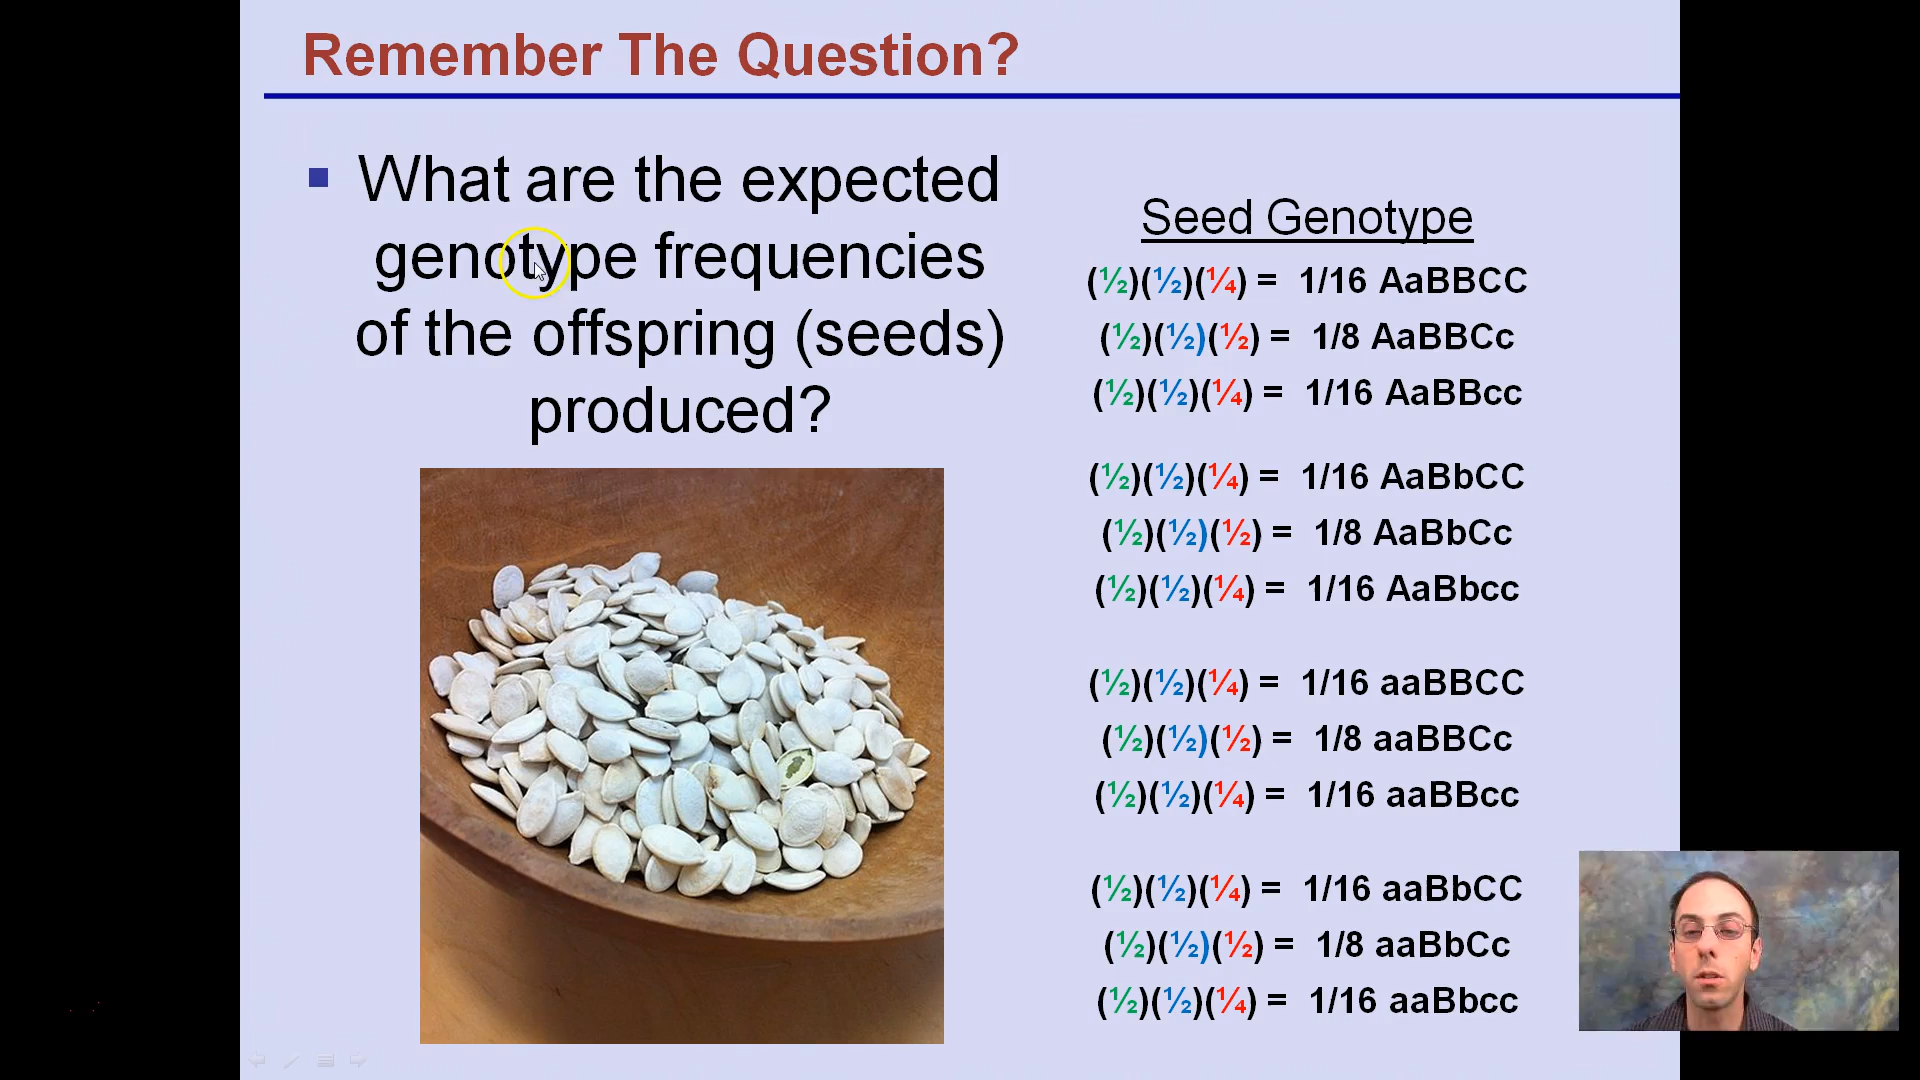 Remember The Question?
What are the expected
genotype frequencies
of the offspring (seeds)
produced?
Seed Genotype
(½)(½)(¼) = 1/16 AaBBCC
(½)(½)(½) = 1/8 AaBBCc
(½)(½)(¼) = 1/16 AaBBcc
(½)(½)(¼) = 1/16 AaBbCC
(½)(½)(½) = 1/8 AaBbCc
(½)(½)(¼) = 1/16 AaBbcc
(½)(½)(¼) = 1/16 aaBBCC
(½)(½)(½) = 1/8 aaBBCc
(½)(½)(¼) = 1/16 aaBBcc
(½)(½)(¼) = 1/16 aaBbCC
(½)(½)(½) = 1/8 aaBbCc
(½)(½)(¼) = 1/16 aaBbcc